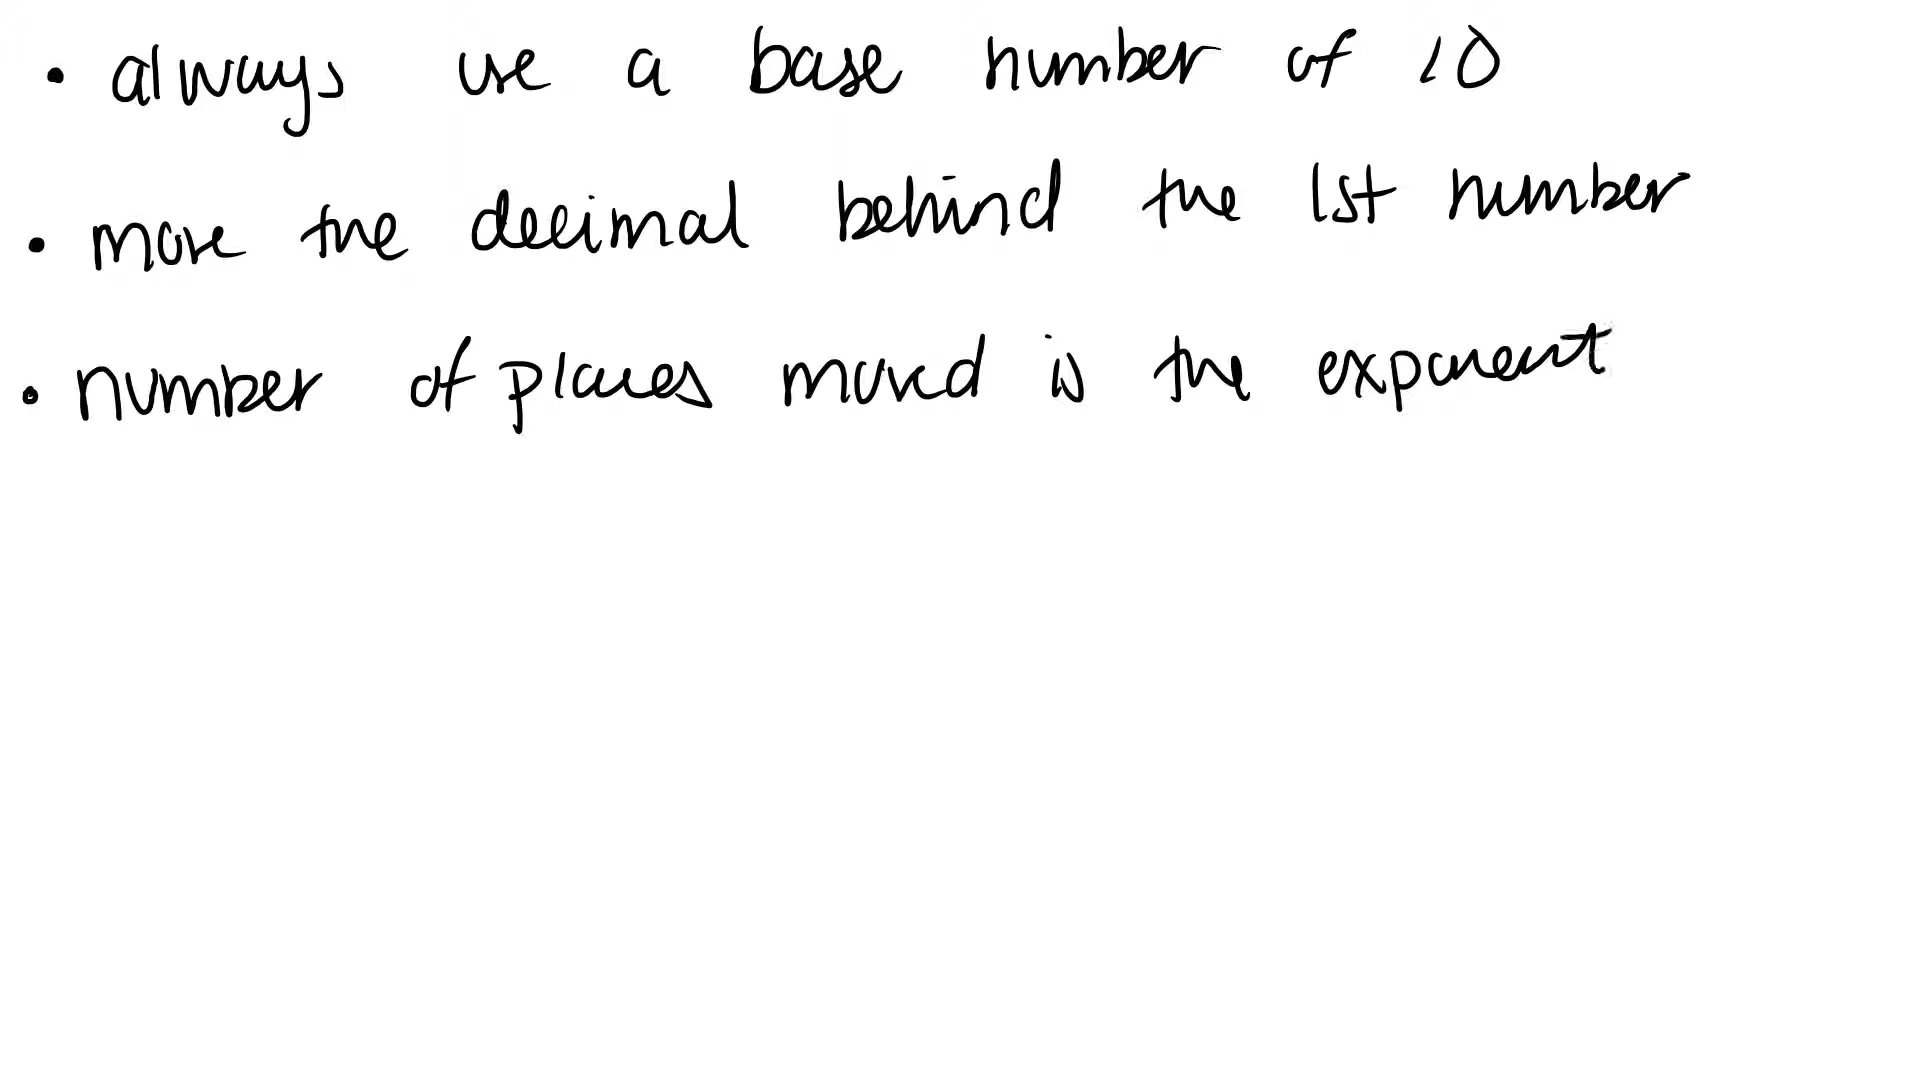 • always use a base number of 10
• move the decimal behind the 1st number
• number of places moved is the exponent